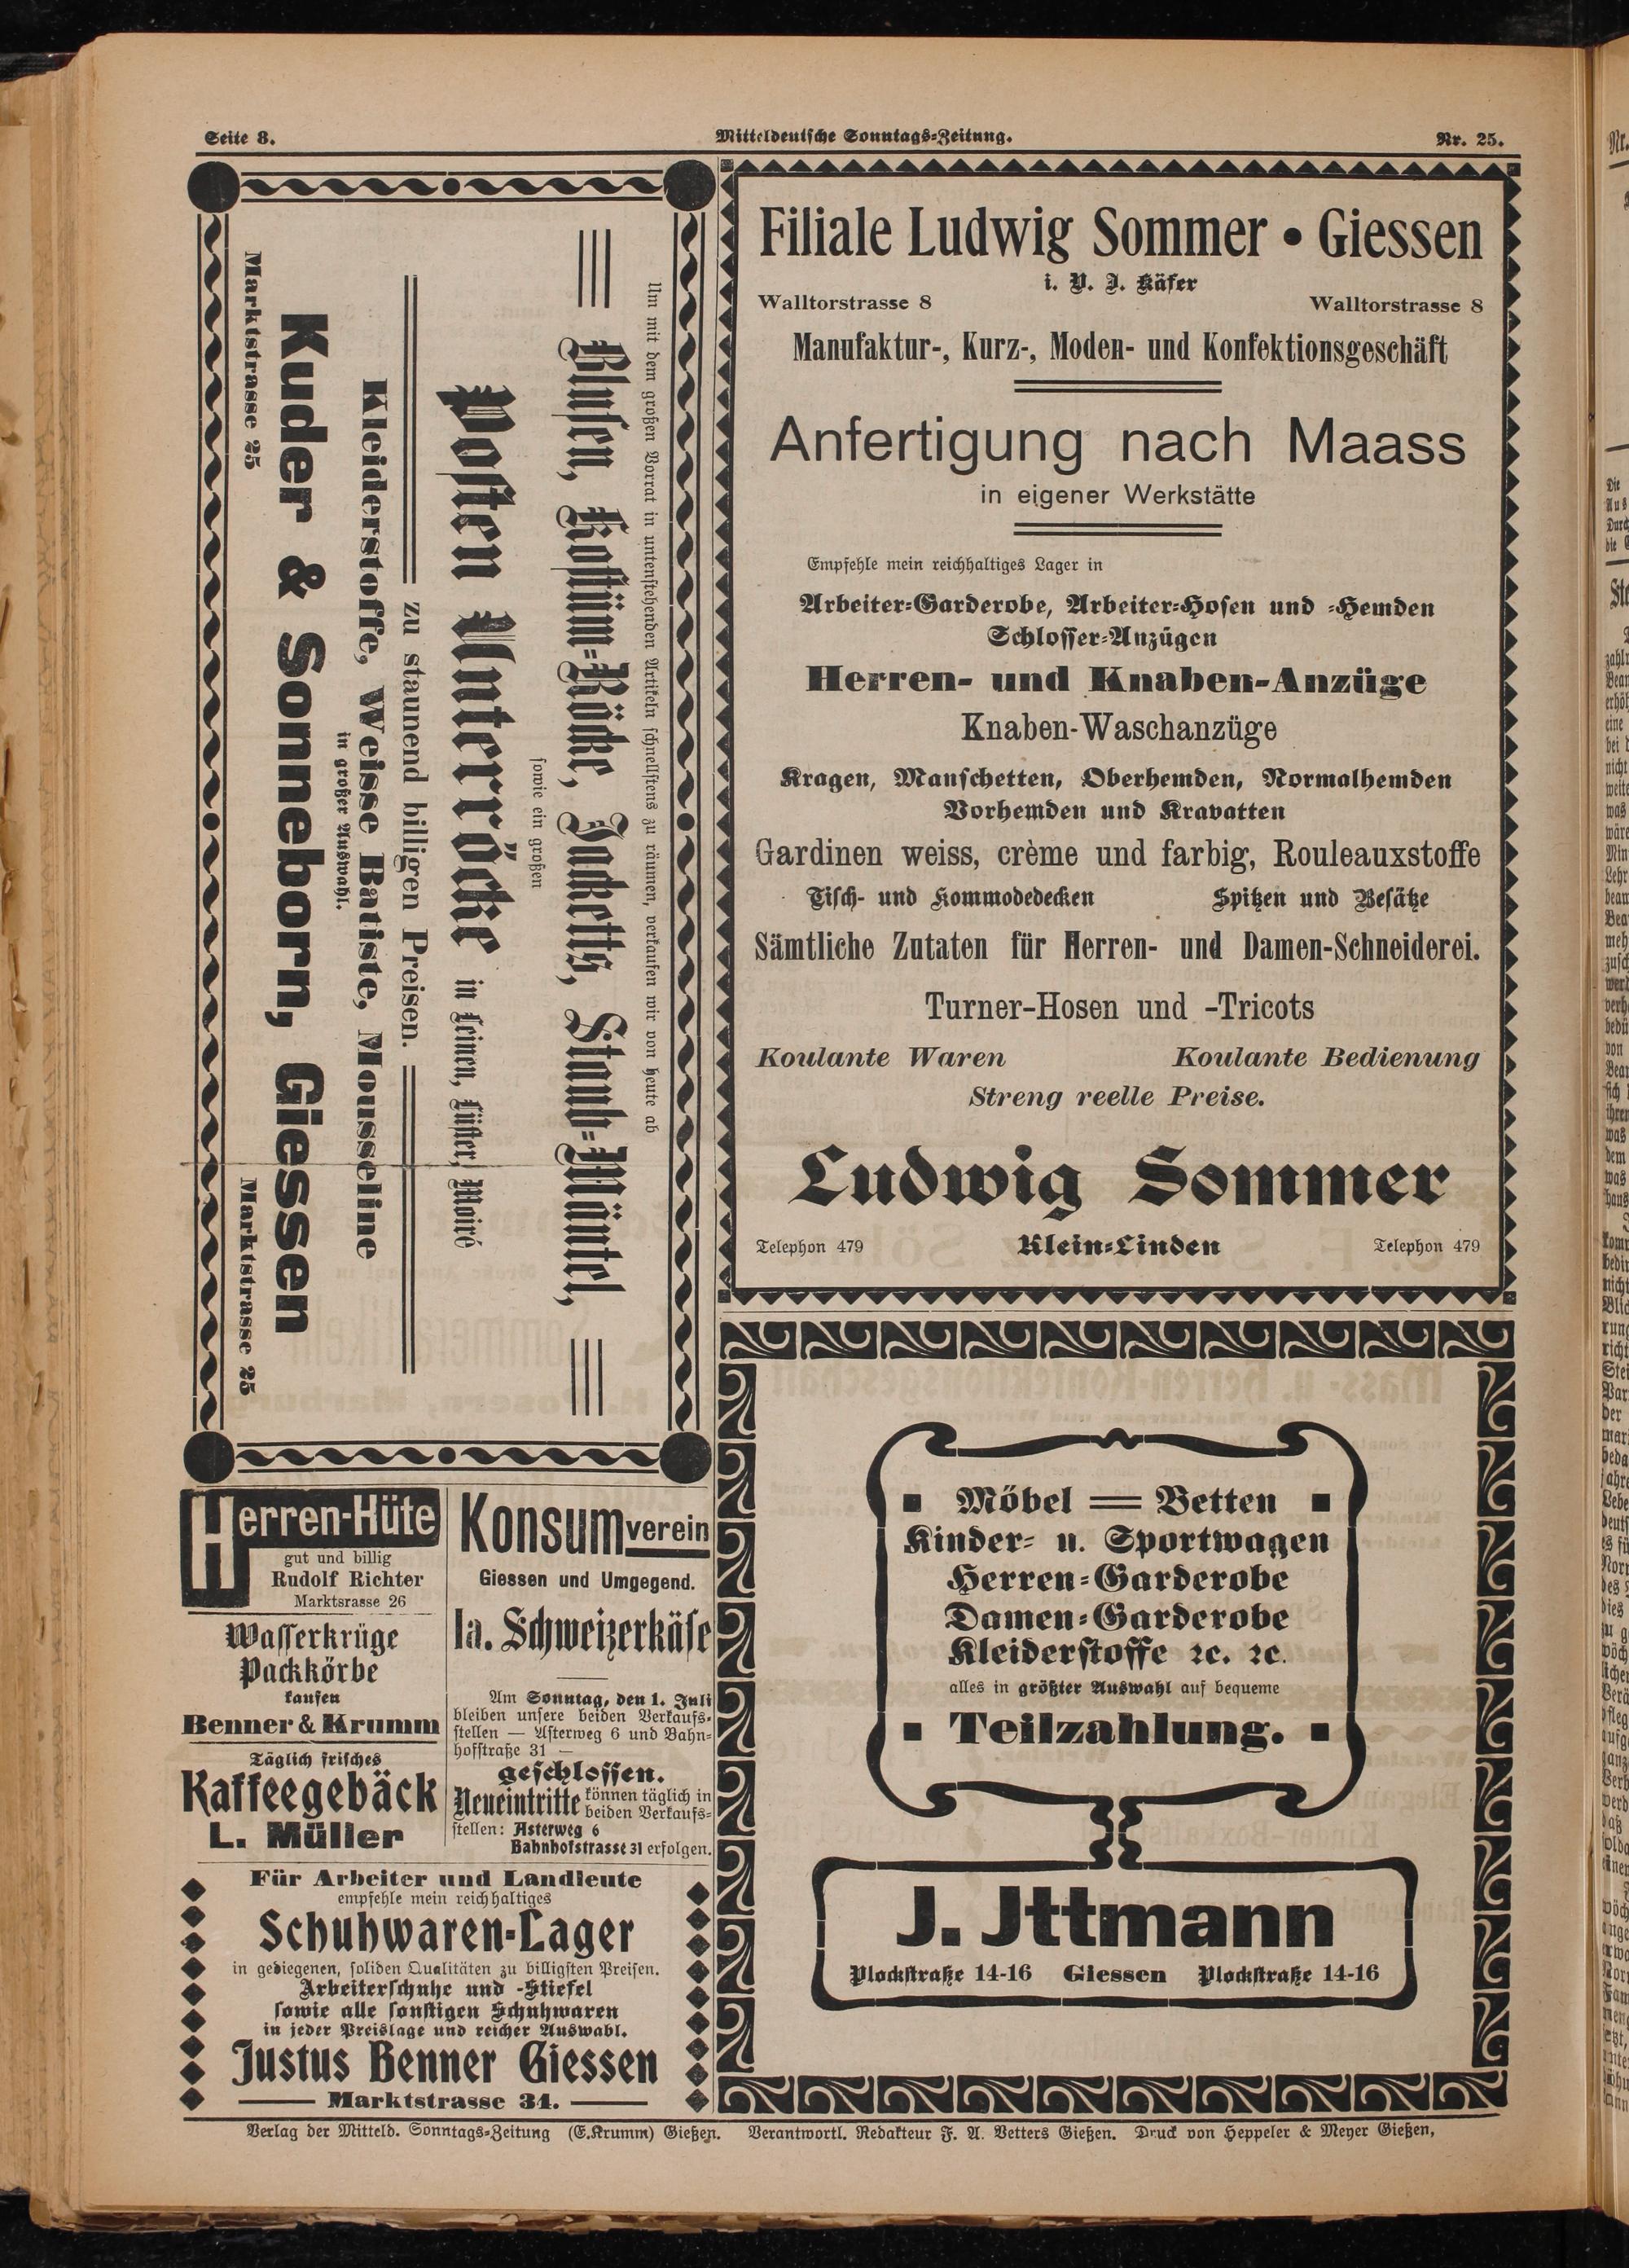 Seite 8.
Mitteldeutsche Sonntags-Zeitung.
Nr. 25.
Um mit dem großen Vorrat in untenstehenden Artikeln schnellstens zu räumen, verkaufen wir von heute ab
Blusen, Kostüm-Röcke, Jacketts, Staub-Mäntel,
sowie ein großen
Posten Unterröcke in Leinen, Lüster, Moiré
zu staunend billigen Preisen.
Kleiderstoffe, Weisse Batiste, Mousseline
in großer Auswahl.
Kuder & Sonneborn, Giessen
Marktstrasse 25
Marktstrasse 25
Filiale Ludwig Sommer • Giessen
i. V. J. Käfer
Walltorstrasse 8
Walltorstrasse 8
Manufaktur-, Kurz-, Moden- und Konfektionsgeschäft
Anfertigung nach Maass
in eigener Werkstätte
Empfehle mein reichhaltiges Lager in
Arbeiter-Garderobe, Arbeiter-Hosen und -Hemden
Schlosser-Anzügen
Herren- und Knaben-Anzüge
Knaben-Waschanzüge
Kragen, Manschetten, Oberhemden, Normalhemden
Vorhemden und Kravatten
Gardinen weiss, crème und farbig, Rouleauxstoffe
Tisch- und Kommodedecken
Spitzen und Besätze
Sämtliche Zutaten für Herren- und Damen-Schneiderei.
Turner-Hosen und -Tricots
Koulante Waren
Koulante Bedienung
Streng reelle Preise.
Ludwig Sommer
Telephon 479
Klein-Linden
Telephon 479
Herren-Hüte
gut und billig
Rudolf Richter
Marktsrasse 26
Wasserkrüge
Packkörbe
kaufen
Benner & Krumm
Täglich frisches
Kaffeegebäck
L. Müller
Konsumverein
Giessen und Umgegend.
Ia. Schweizerkäse
Am Sonntag, den 1. Juli
bleiben unsere beiden Verkaufs-
stellen — Asterweg 6 und Bahn-
hofstraße 31 —
geschlossen.
Neueintritte können täglich in
beiden Verkaufs-
stellen: Asterweg 6
Bahnhofstrasse 31 erfolgen.
Für Arbeiter und Landleute
empfehle mein reichhaltiges
Schuhwaren-Lager
in gediegenen, soliden Qualitäten zu billigsten Preisen.
Arbeiterschuhe und -Stiefel
sowie alle sonstigen Schuhwaren
in jeder Preislage und reicher Auswahl.
Justus Benner Giessen
Marktstrasse 34.
Möbel = Betten
Kinder- u. Sportwagen
Herren-Garderobe
Damen-Garderobe
Kleiderstoffe ꝛc. ꝛc.
alles in größter Auswahl auf bequeme
Teilzahlung.
J. Jttmann
Plockstraße 14-16 Giessen Plockstraße 14-16
Verlag der Mitteld. Sonntags-Zeitung (E. Krumm) Gießen. Verantwortl. Redakteur F. A. Vetters Gießen. Druck von Heppeler & Meyer Gießen,